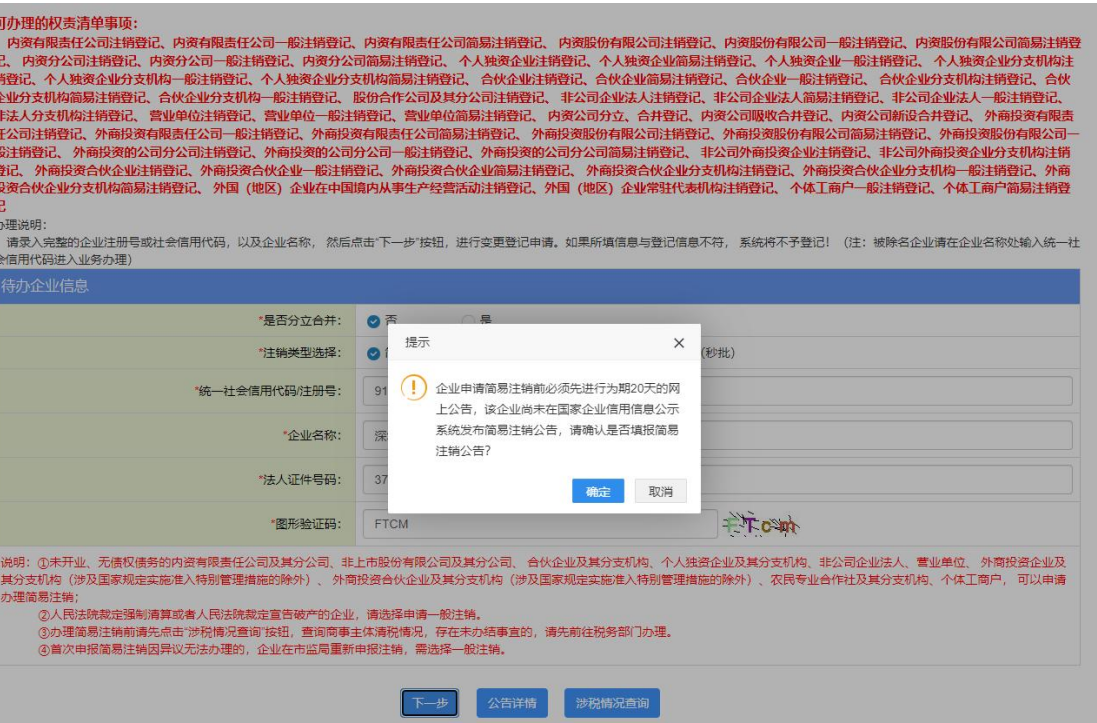 可办理的权责清单事项：
内资有限责任公司注销登记、内资有限责任公司一般注销登记、内资有限责任公司简易注销登记、 内资股份有限公司注销登记、内资股份有限公司一般注销登记、内资股份有限公司简易注销登
记、 内资分公司注销登记、内资分公司一般注销登记、内资分公司简易注销登记、 个人独资企业注销登记、个人独资企业简易注销登记、个人独资企业一般注销登记、 个人独资企业分支机构注
销登记、个人独资企业分支机构一般注销登记、个人独资企业分支机构简易注销登记、 合伙企业注销登记、合伙企业简易注销登记、合伙企业一般注销登记、 合伙企业分支机构注销登记、合伙
企业分支机构简易注销登记、合伙企业分支机构一般注销登记、 股份合作公司及其分公司注销登记、 非公司企业法人注销登记、非公司企业法人简易注销登记、非公司企业法人一般注销登记、
非法人分支机构注销登记、 营业单位注销登记、营业单位一般注销登记、营业单位简易注销登记、 内资公司分立、合并登记、内资公司吸收合并登记、内资公司新设合并登记、 外商投资有限责
任公司注销登记、外商投资有限责任公司一般注销登记、外商投资有限责任公司简易注销登记、 外商投资股份有限公司注销登记、外商投资股份有限公司简易注销登记、外商投资股份有限公司一
般注销登记、 外商投资的公司分公司注销登记、外商投资的公司分公司一般注销登记、外商投资的公司分公司简易注销登记、 非公司外商投资企业注销登记、非公司外商投资企业分支机构注销
登记、 外商投资合伙企业注销登记、外商投资合伙企业一般注销登记、外商投资合伙企业简易注销登记、 外商投资合伙企业分支机构注销登记、外商投资合伙企业分支机构一般注销登记、外商
投资合伙企业分支机构简易注销登记、 外国（地区）企业在中国境内从事生产经营活动注销登记、外国（地区）企业常驻代表机构注销登记、 个体工商户一般注销登记、个体工商户简易注销登
记
办理说明：
请录入完整的企业注册号或社会信用代码，以及企业名称， 然后点击“下一步”按钮，进行变更登记申请。如果所填信息与登记信息不符， 系统将不予登记！（注：被除名企业请在企业名称处输入统一社
会信用代码进入业务办理）
待办企业信息
*是否分立合并： 否 是
*注销类型选择： (秒批)
*统一社会信用代码/注册号： 91
*企业名称： 深
*法人证件号码： 37
*图形验证码： FTCM FTcm
提示 ×
企业申请简易注销前必须先进行为期20天的网
上公告，该企业尚未在国家企业信用信息公示
系统发布简易注销公告，请确认是否填报简易
注销公告？
确定 取消
说明：①未开业、无债权债务的内资有限责任公司及其分公司、非上市股份有限公司及其分公司、 合伙企业及其分支机构、个人独资企业及其分支机构、非公司企业法人、营业单位、 外商投资企业及
其分支机构（涉及国家规定实施准入特别管理措施的除外）、 外商投资合伙企业及其分支机构（涉及国家规定实施准入特别管理措施的除外）、农民专业合作社及其分支机构、个体工商户， 可以申请
办理简易注销；
②人民法院裁定强制清算或者人民法院裁定宣告破产的企业，请选择申请一般注销。
③办理简易注销前请先点击“涉税情况查询”按钮，查询商事主体清税情况，存在未办结事宜的，请先前往税务部门办理。
④首次申报简易注销因异议无法办理的，企业在市监局重新申报注销，需选择一般注销。
下一步 公告详情 涉税情况查询